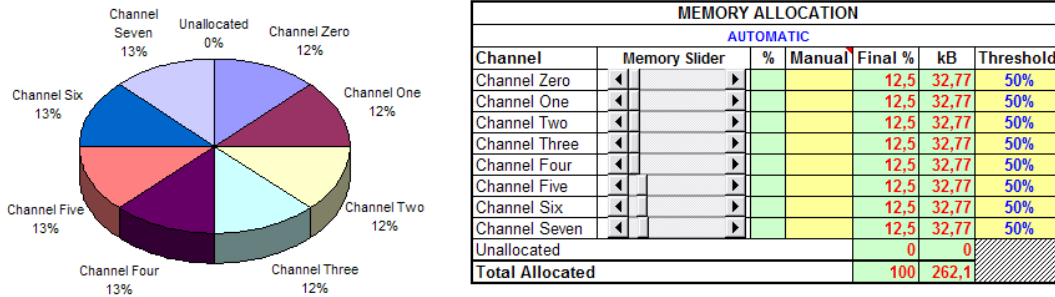 Channel
Seven
13%
Unallocated
0%
Channel Zero
12%
Channel Six
13%
Channel One
12%
Channel Five
13%
Channel Two
12%
Channel Four
13%
Channel Three
12%
MEMORY ALLOCATION
AUTOMATIC
Channel Memory Slider % Manual Final % kB Threshold
Channel Zero 12,5 32,77 50%
Channel One 12,5 32,77 50%
Channel Two 12,5 32,77 50%
Channel Three 12,5 32,77 50%
Channel Four 12,5 32,77 50%
Channel Five 12,5 32,77 50%
Channel Six 12,5 32,77 50%
Channel Seven 12,5 32,77 50%
Unallocated 0 0
Total Allocated 100 262,1